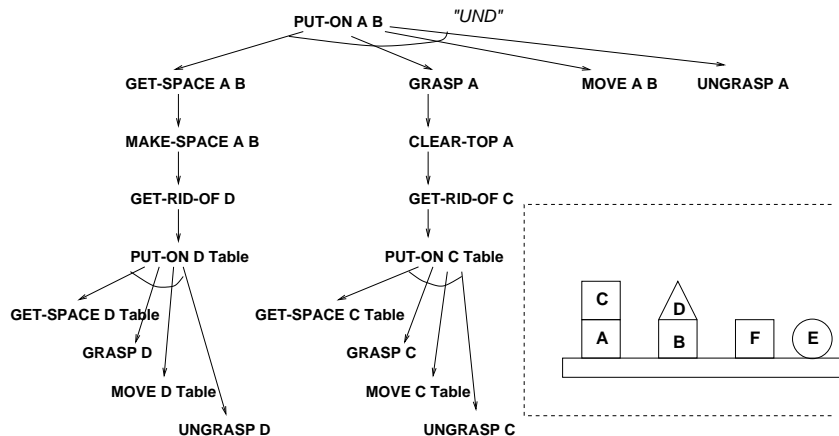 "UND"
PUT-ON A B
GET-SPACE A B GRASP A MOVE A B UNGRASP A
MAKE-SPACE A B CLEAR-TOP A
GET-RID-OF D GET-RID-OF C
PUT-ON D Table PUT-ON C Table
GET-SPACE D Table GET-SPACE C Table
GRASP D GRASP C
MOVE D Table MOVE C Table
UNGRASP D UNGRASP C
C D
A B F E